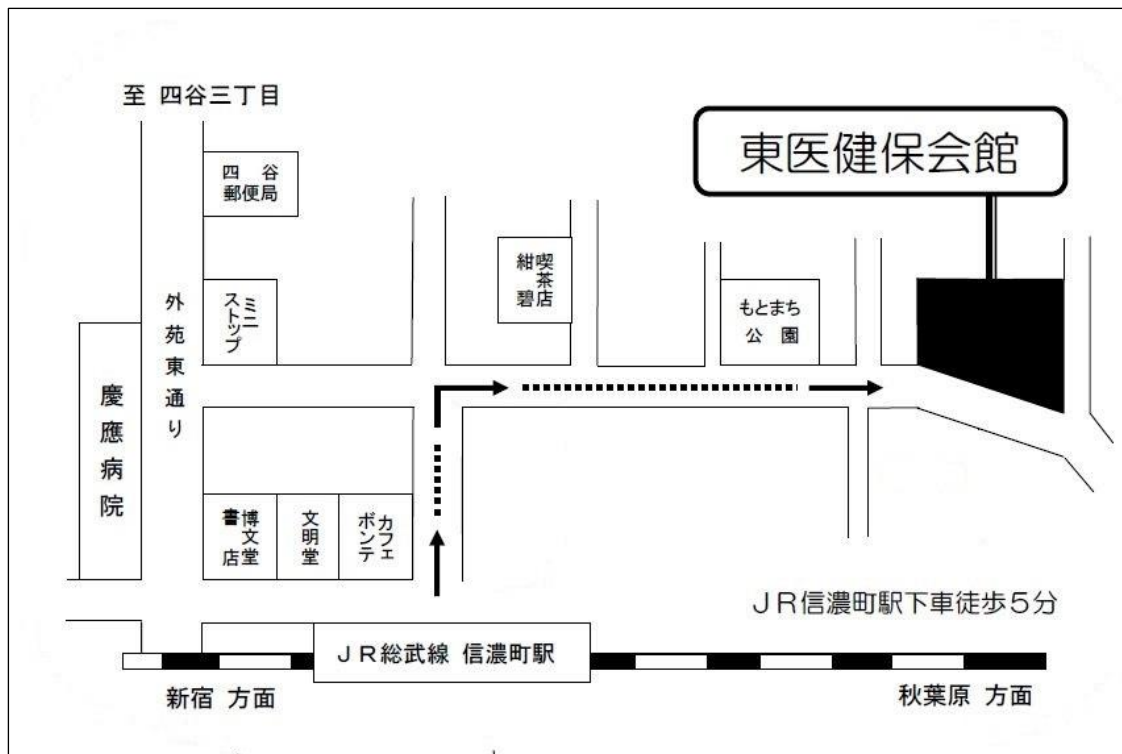 至 四谷三丁目
東医健保会館
四 谷
郵便局
喫茶店
紺 碧
ミニ
ストップ
外苑東通り
もとまち
公 園
慶應病院
博文堂
書 店
文明堂
カフェ
ボンテ
JR信濃町駅下車徒歩5分
JR総武線 信濃町駅
新宿 方面
秋葉原 方面